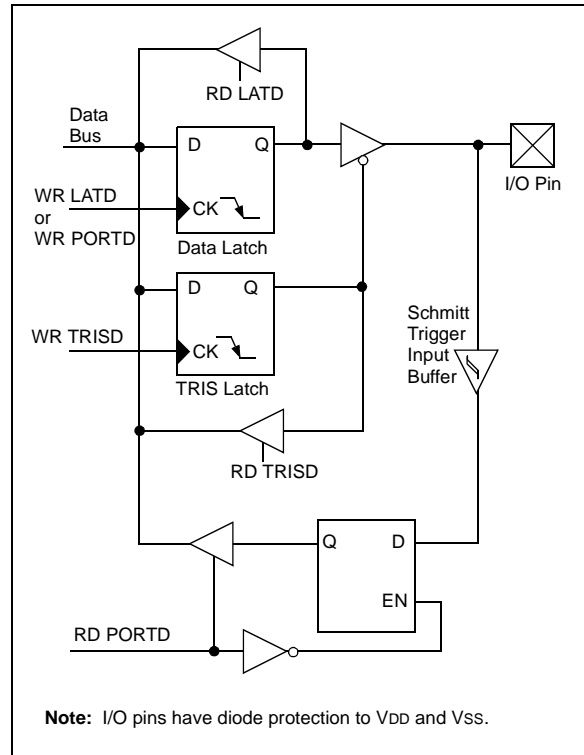 RD LATD
Data
Bus
D Q
I/O Pin
WR LATD
or
WR PORTD
CK
Data Latch
D Q
WR TRISD
CK
TRIS Latch
Schmitt
Trigger
Input
Buffer
RD TRISD
Q D
EN
RD PORTD
Note: I/O pins have diode protection to VDD and VSS.